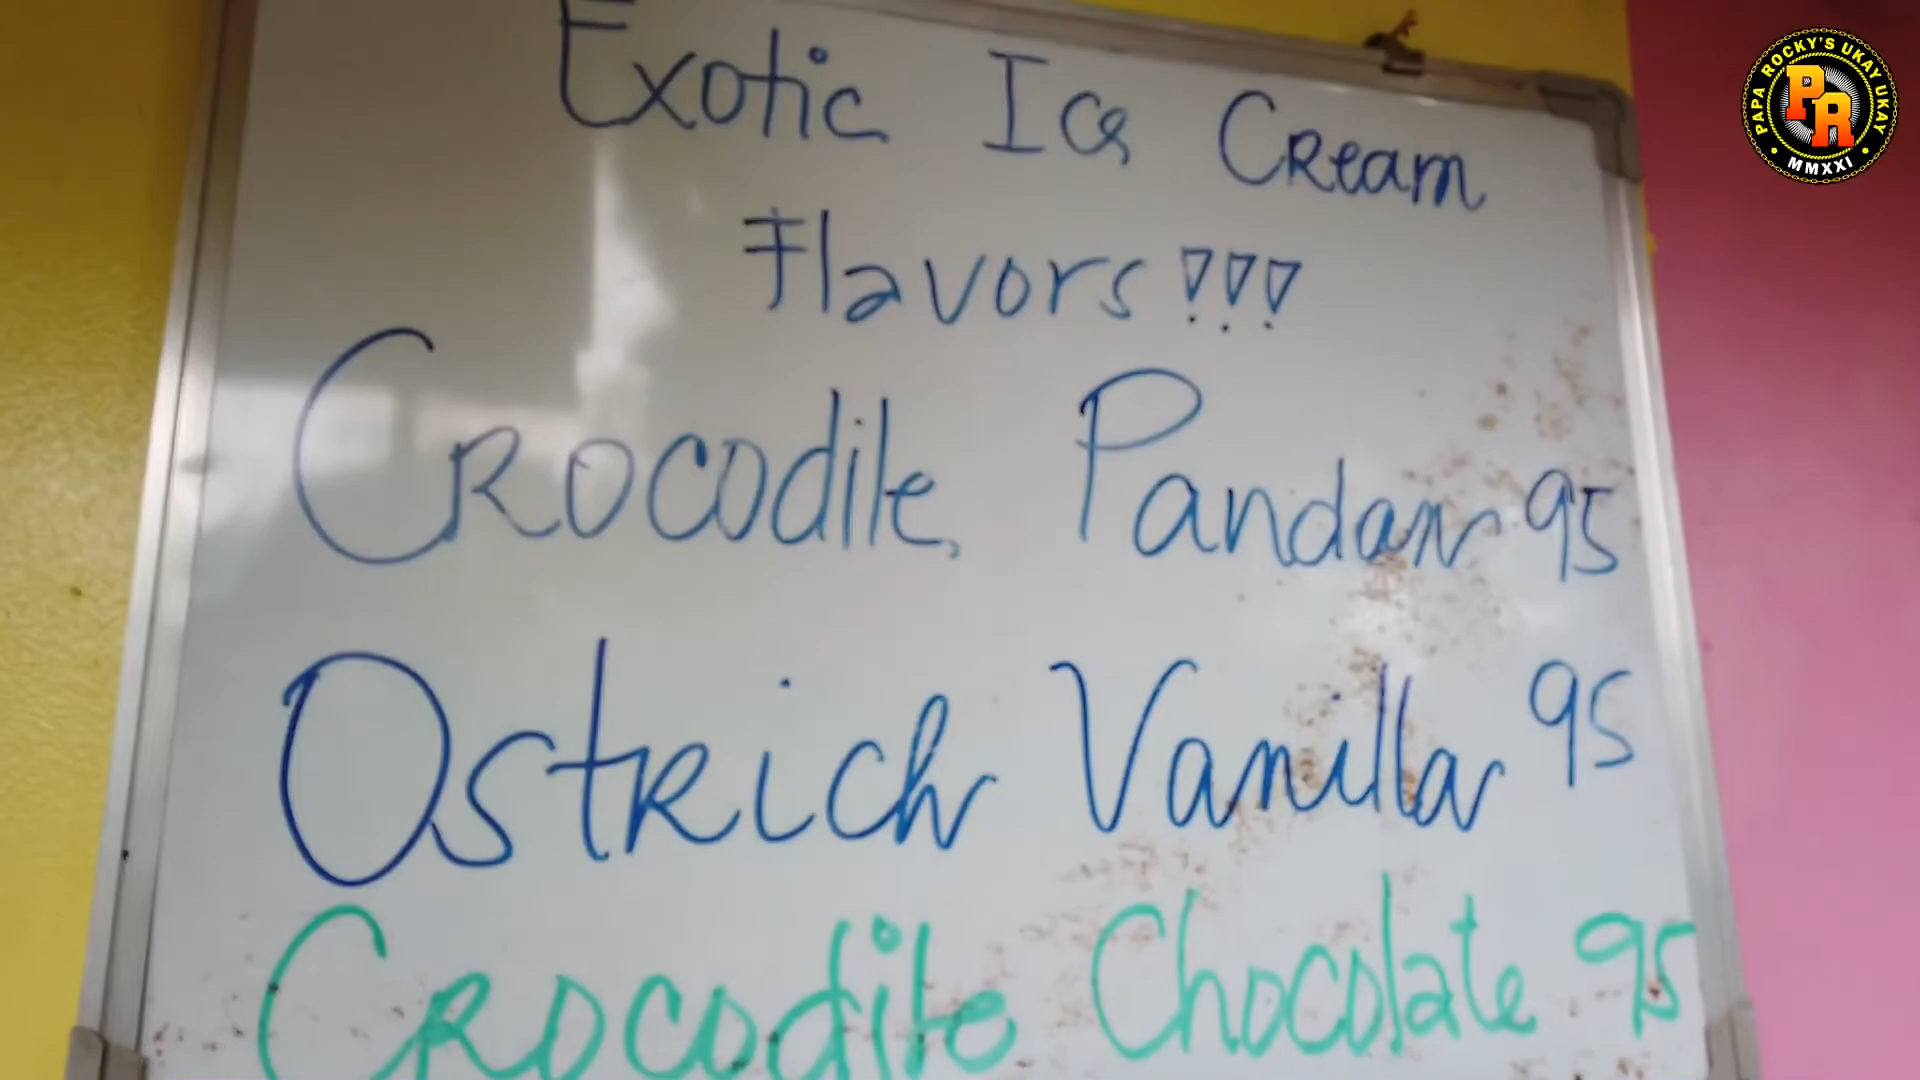 Exotic Ice Cream
Flavors!!!
Crocodile Pandan 95
Ostrich Vanilla 95
Crocodile Chocolate 95
PAPA ROCKY'S UKAY UKAY
PR
MMXXI